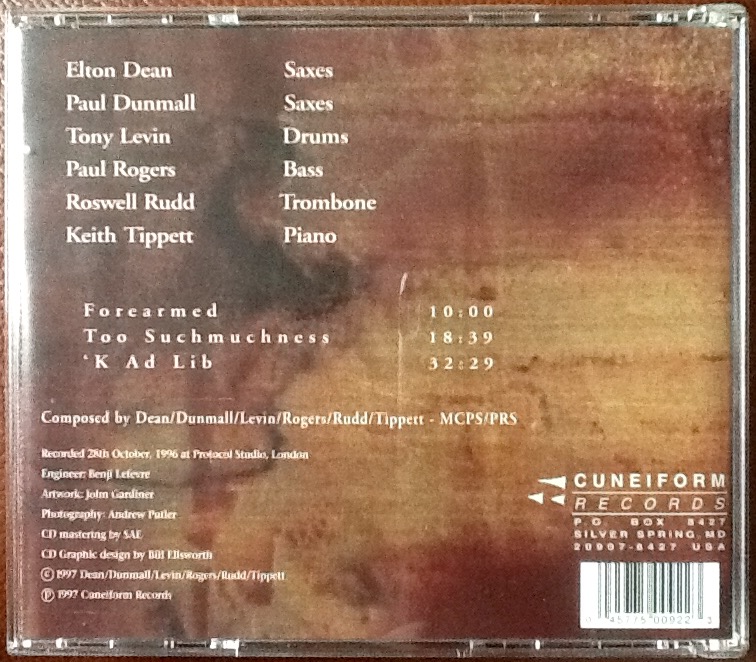 Elton Dean Saxes
Paul Dunmall Saxes
Tony Levin Drums
Paul Rogers Bass
Roswell Rudd Trombone
Keith Tippett Piano
Forearmed 10:00
Too Suchmuchness 18:39
‘K Ad Lib 32:29
Composed by Dean/Dunmall/Levin/Rogers/Rudd/Tippett - MCPS/PRS
Recorded 28th October, 1996 at Protocol Studio, London
Engineer: Benji Lefevre
Artwork: John Gardiner
Photography: Andrew Putler
CD mastering by SAE
CD Graphic design by Bill Ellsworth
© 1997 Dean/Dunmall/Levin/Rogers/Rudd/Tippett
℗ 1997 Cuneiform Records
CUNEIFORM
RECORDS
P.O. BOX 8427
SILVER SPRING, MD
20907-8427 USA
45775 00922 3